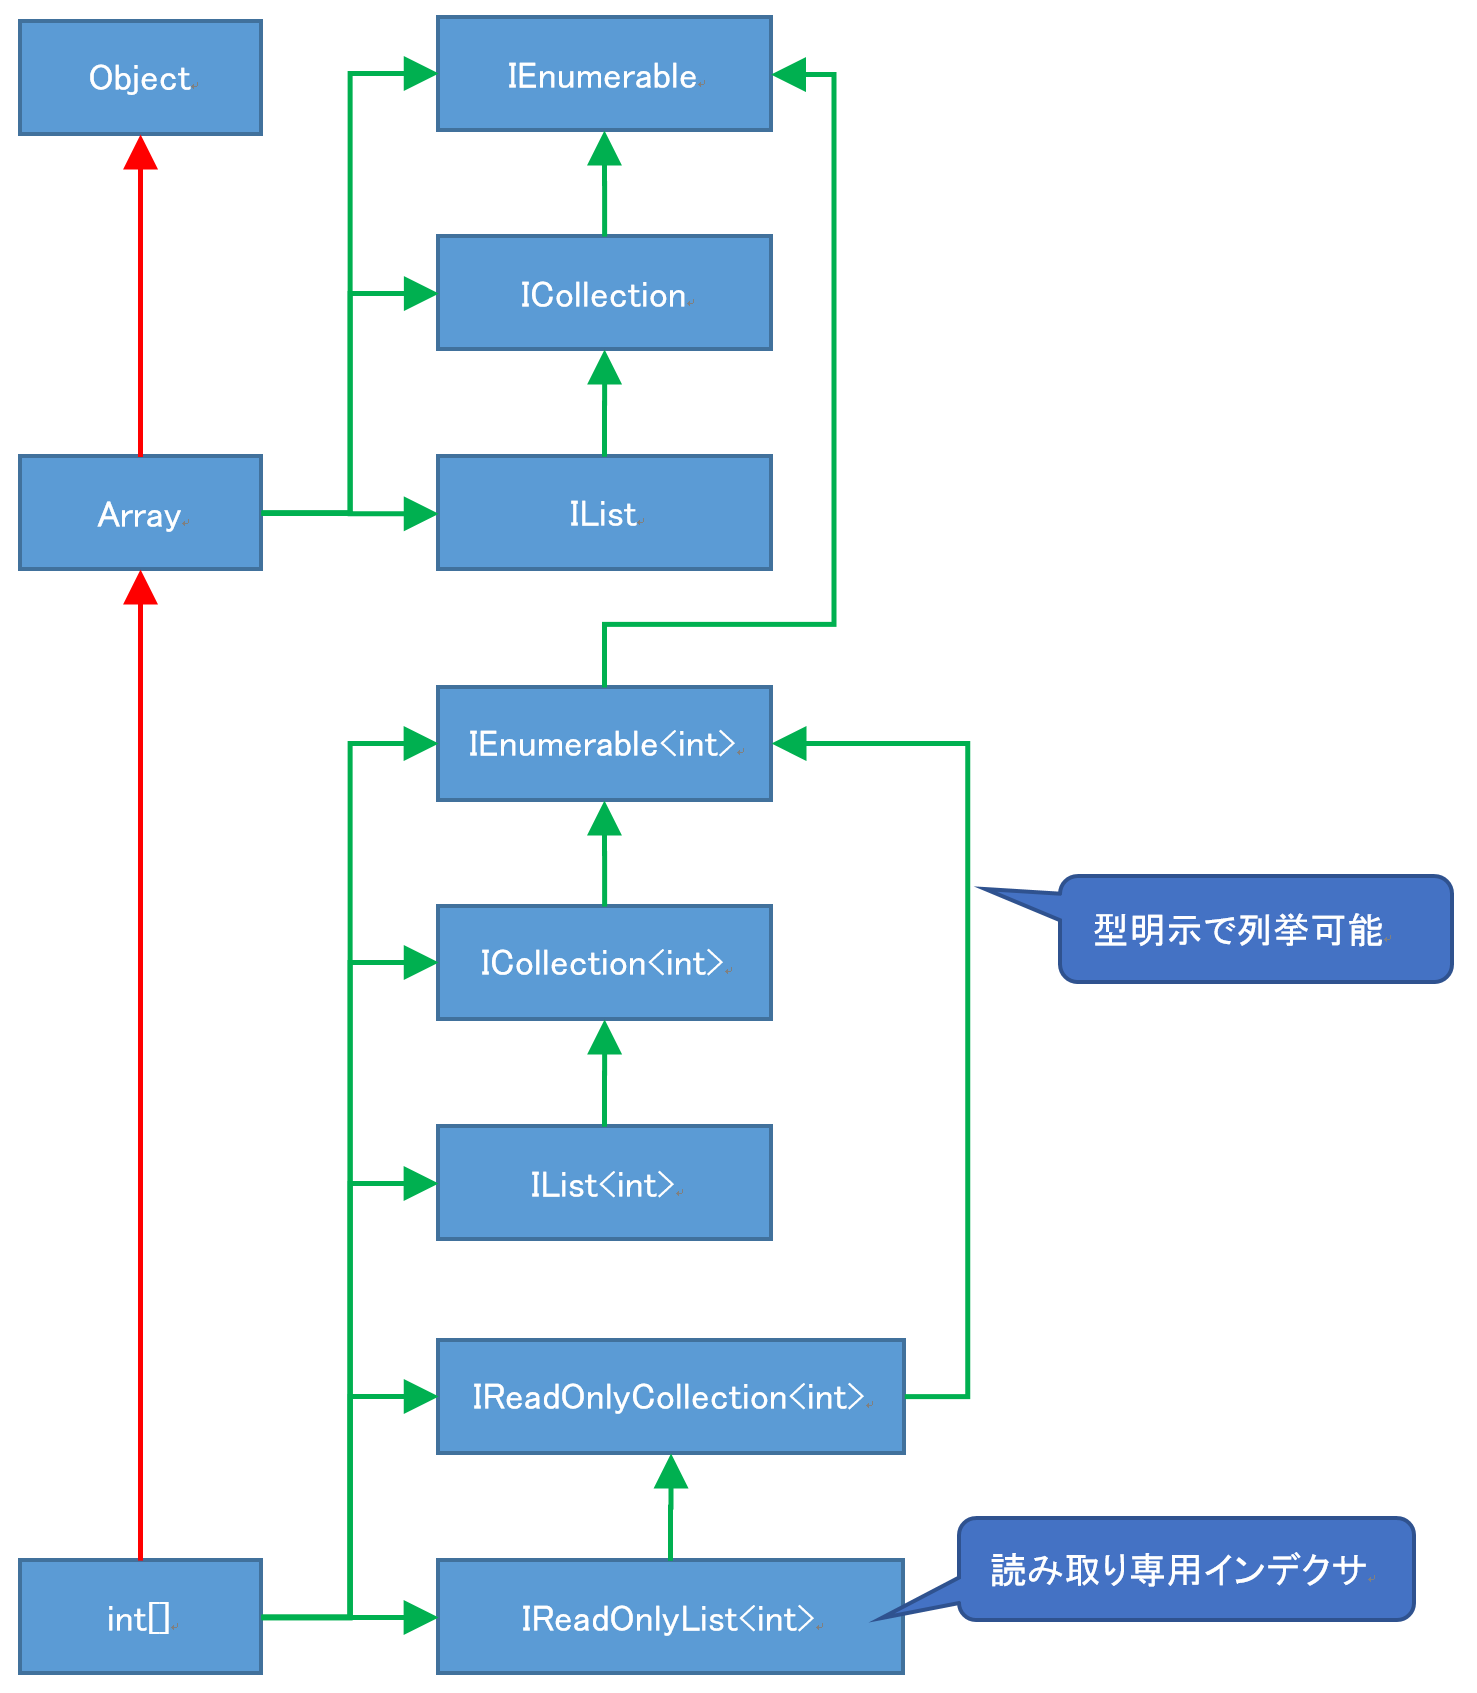 Object
IEnumerable
ICollection
Array
IList
IEnumerable<int>
型明示で列挙可能
ICollection<int>
IList<int>
IReadOnlyCollection<int>
読み取り専用インデクサ
int[]
IReadOnlyList<int>